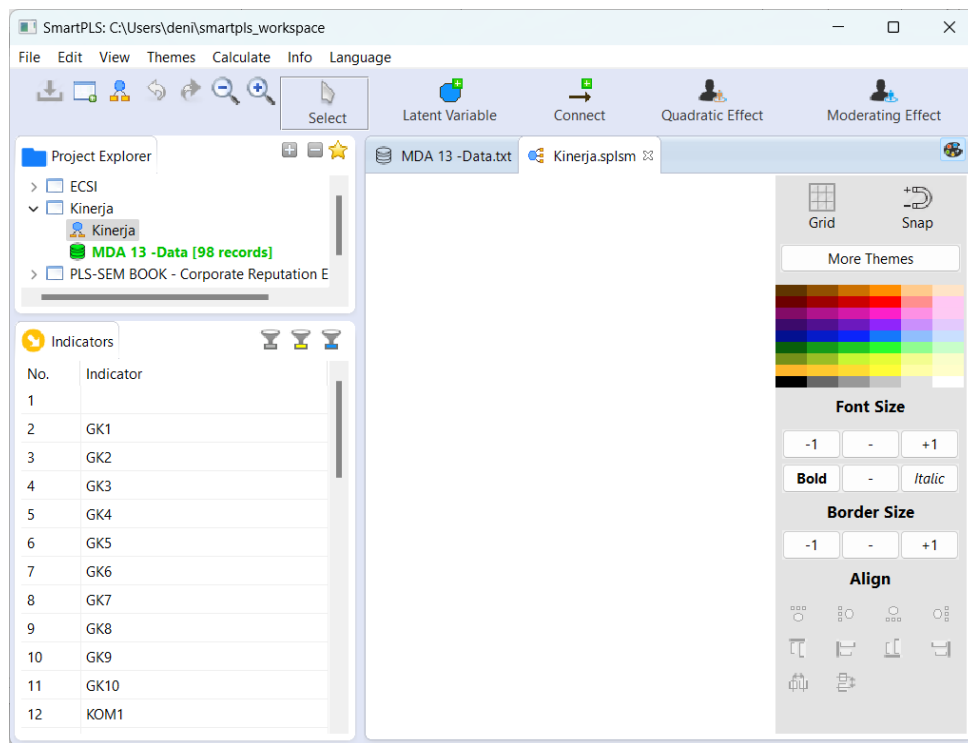 SmartPLS: C:\Users\deni\smartpls_workspace
File Edit View Themes Calculate Info Language
Select
Latent Variable
Connect
Quadratic Effect
Moderating Effect
Project Explorer
ECSI
Kinerja
Kinerja
MDA 13 -Data [98 records]
PLS-SEM BOOK - Corporate Reputation E
Indicators
No. Indicator
1
2 GK1
3 GK2
4 GK3
5 GK4
6 GK5
7 GK6
8 GK7
9 GK8
10 GK9
11 GK10
12 KOM1
MDA 13 -Data.txt
Kinerja.splsm
Grid Snap
More Themes
Font Size
-1 - +1
Bold - Italic
Border Size
-1 - +1
Align